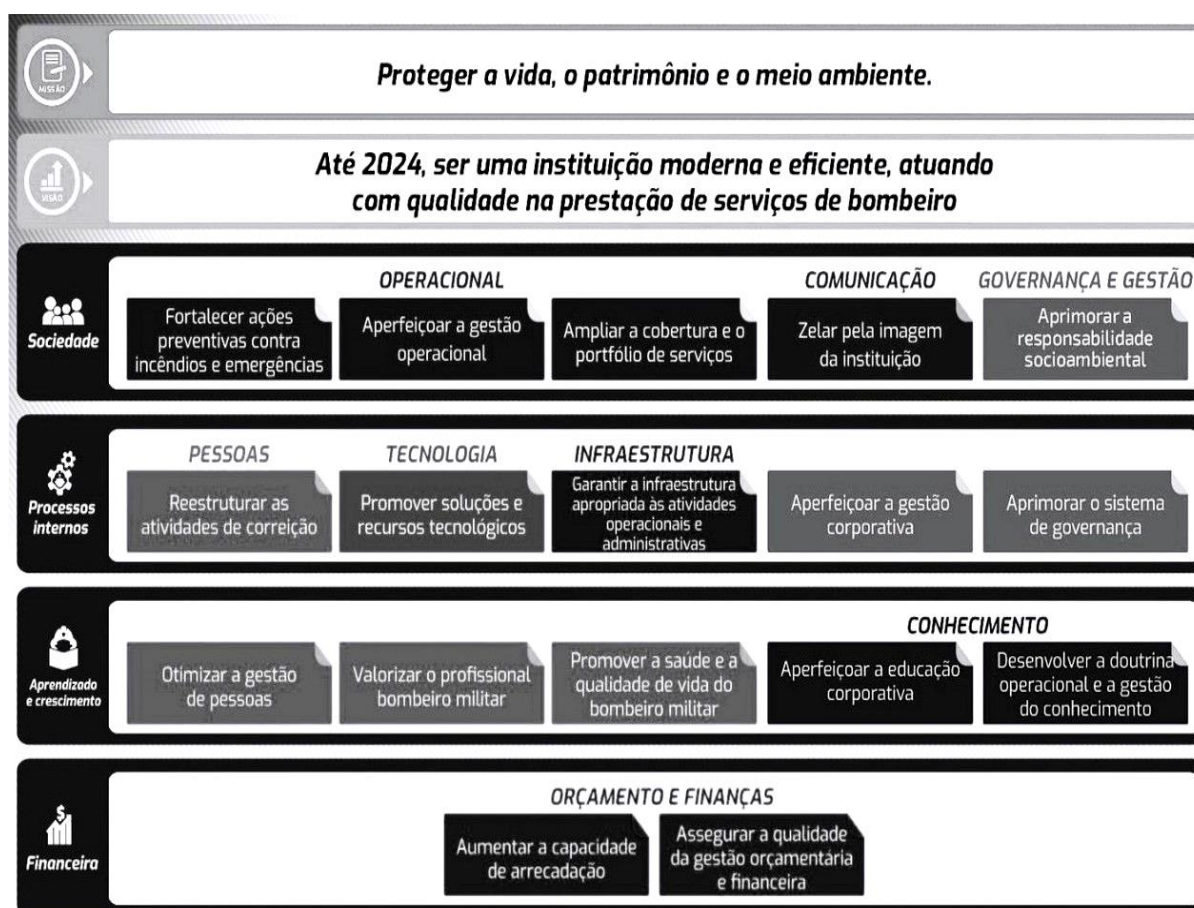 MISSÃO
Proteger a vida, o patrimônio e o meio ambiente.
VISÃO
Até 2024, ser uma instituição moderna e eficiente, atuando
com qualidade na prestação de serviços de bombeiro
Sociedade
OPERACIONAL
COMUNICAÇÃO
GOVERNANÇA E GESTÃO
Fortalecer ações
preventivas contra
incêndios e emergências
Aperfeiçoar a gestão
operacional
Ampliar a cobertura e o
portfólio de serviços
Zelar pela imagem
da instituição
Aprimorar a
responsabilidade
socioambiental
Processos
internos
PESSOAS
TECNOLOGIA
INFRAESTRUTURA
Reestruturar as
atividades de correição
Promover soluções e
recursos tecnológicos
Garantir a infraestrutura
apropriada às atividades
operacionais e
administrativas
Aperfeiçoar a gestão
corporativa
Aprimorar o sistema
de governança
Aprendizado
e crescimento
CONHECIMENTO
Otimizar a gestão
de pessoas
Valorizar o profissional
bombeiro militar
Promover a saúde e a
qualidade de vida do
bombeiro militar
Aperfeiçoar a educação
corporativa
Desenvolver a doutrina
operacional e a gestão
do conhecimento
$
Financeira
ORÇAMENTO E FINANÇAS
Aumentar a capacidade
de arrecadação
Assegurar a qualidade
da gestão orçamentária
e financeira